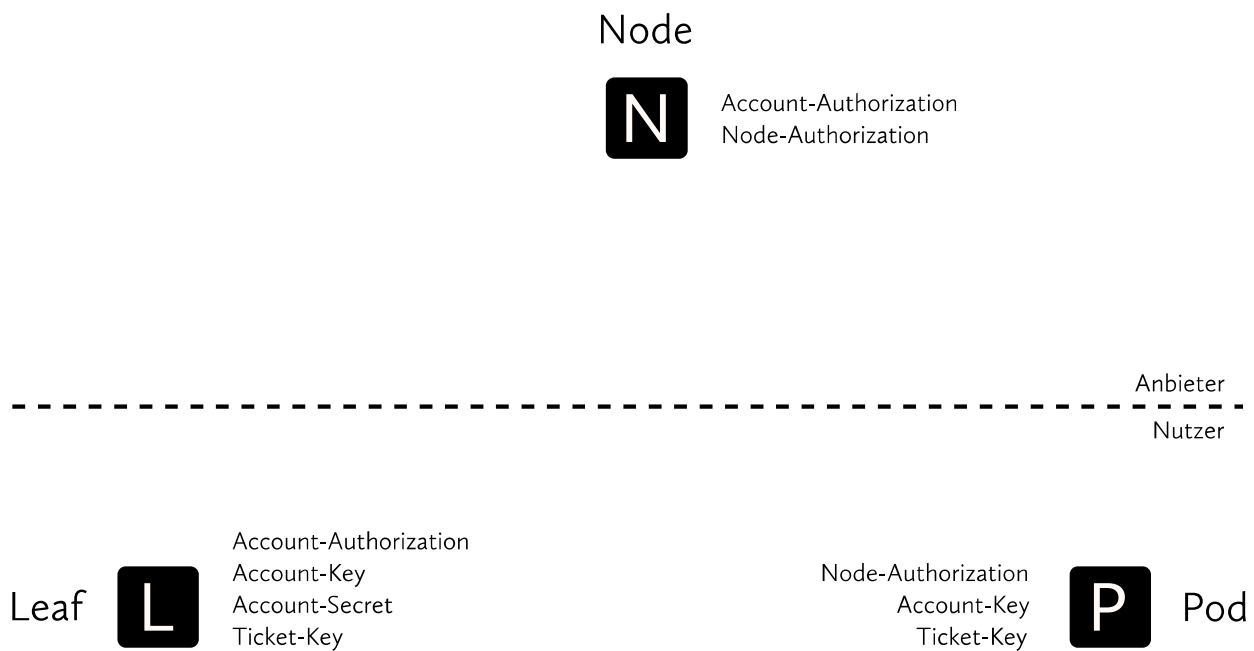 Node
N
Account-Authorization
Node-Authorization
Anbieter
Nutzer
Leaf
L
Account-Authorization
Account-Key
Account-Secret
Ticket-Key
Node-Authorization
Account-Key
Ticket-Key
P
Pod